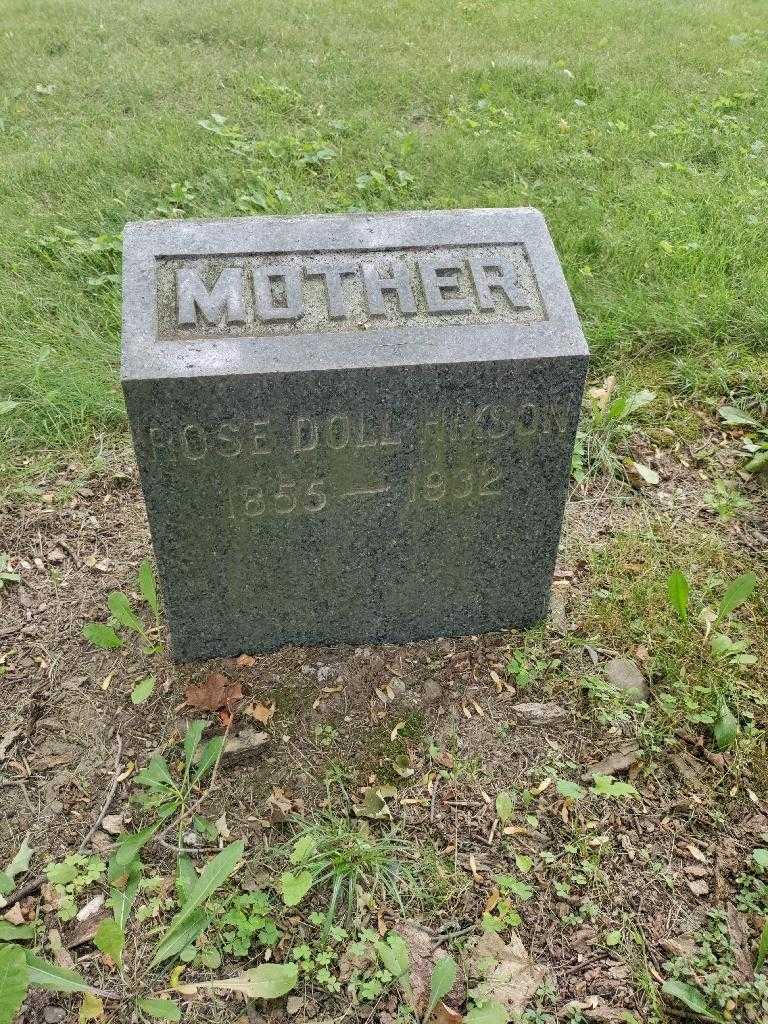 MOTHER
ROSE DOLL HIXSON
1855 — 1932